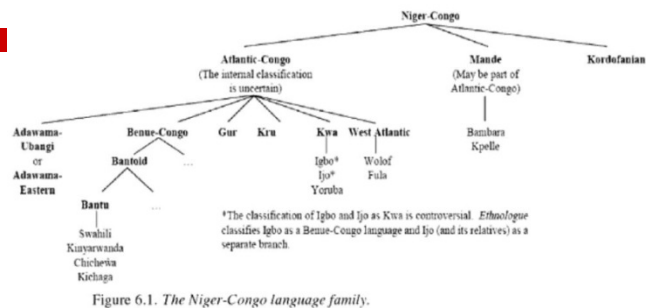 Niger-Congo
Atlantic-Congo
(The internal classification
is uncertain)
Mande
(May be part of
Atlantic-Congo)
Kordofanian
Adawama-
Ubangi
or
Adawama-
Eastern
Benue-Congo
Gur
Kru
Kwa
West Atlantic
Bambara
Kpelle
Bantoid
...
Igbo*
Ijo*
Yoruba
Wolof
Fula
Bantu
...
Swahili
Kinyarwanda
Chichewa
Kichaga
*The classification of Igbo and Ijo as Kwa is controversial. Ethnologue
classifies Igbo as a Benue-Congo language and Ijo (and its relatives) as a
separate branch.
Figure 6.1. The Niger-Congo language family.